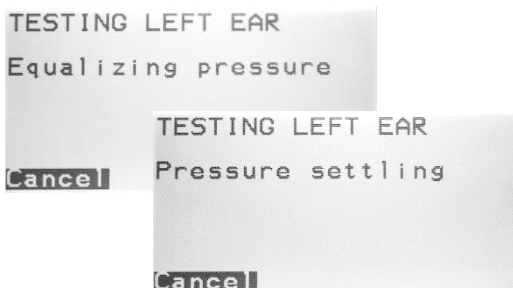 TESTING LEFT EAR
Equalizing pressure
Cancel
TESTING LEFT EAR
Pressure settling
Cancel